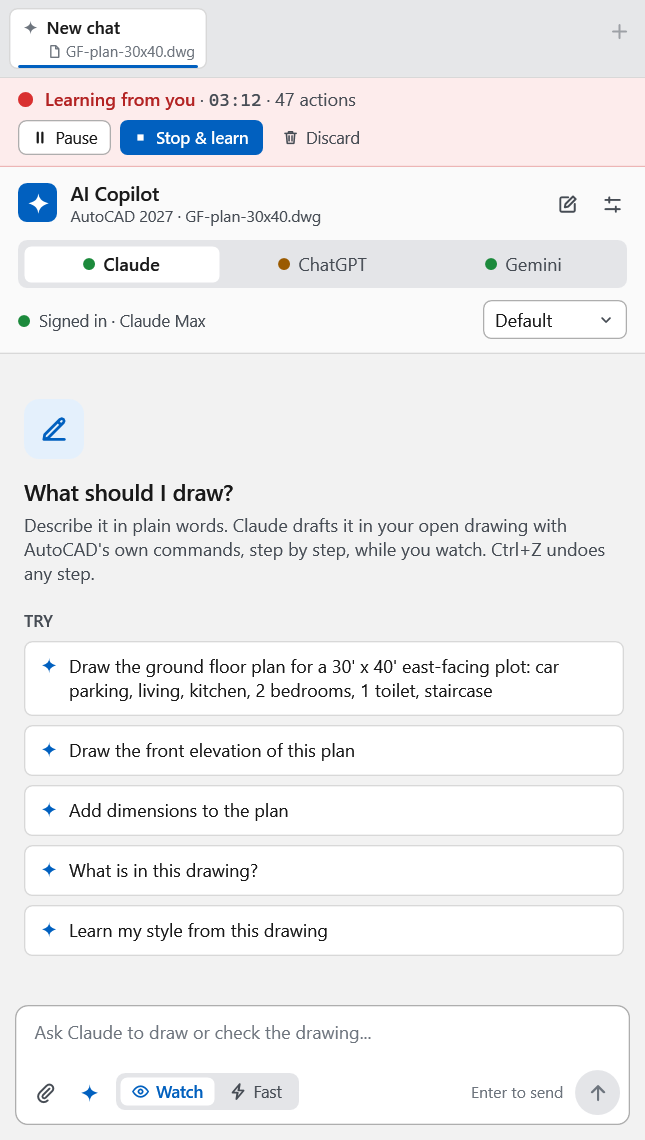 New chat
GF-plan-30x40.dwg
Learning from you · 03:12 · 47 actions
Pause
Stop & learn
Discard
AI Copilot
AutoCAD 2027 · GF-plan-30x40.dwg
Claude
ChatGPT
Gemini
Signed in · Claude Max
Default
What should I draw?
Describe it in plain words. Claude drafts it in your open drawing with
AutoCAD's own commands, step by step, while you watch. Ctrl+Z undoes
any step.
TRY
Draw the ground floor plan for a 30' x 40' east-facing plot: car
parking, living, kitchen, 2 bedrooms, 1 toilet, staircase
Draw the front elevation of this plan
Add dimensions to the plan
What is in this drawing?
Learn my style from this drawing
Ask Claude to draw or check the drawing...
Watch
Fast
Enter to send